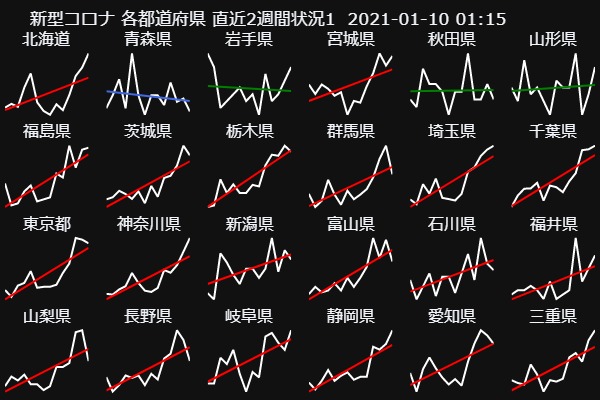 新型コロナ 各都道府県 直近2週間状況1 2021-01-10 01:15
北海道 青森県 岩手県 宮城県 秋田県 山形県
福島県 茨城県 栃木県 群馬県 埼玉県 千葉県
東京都 神奈川県 新潟県 富山県 石川県 福井県
山梨県 長野県 岐阜県 静岡県 愛知県 三重県